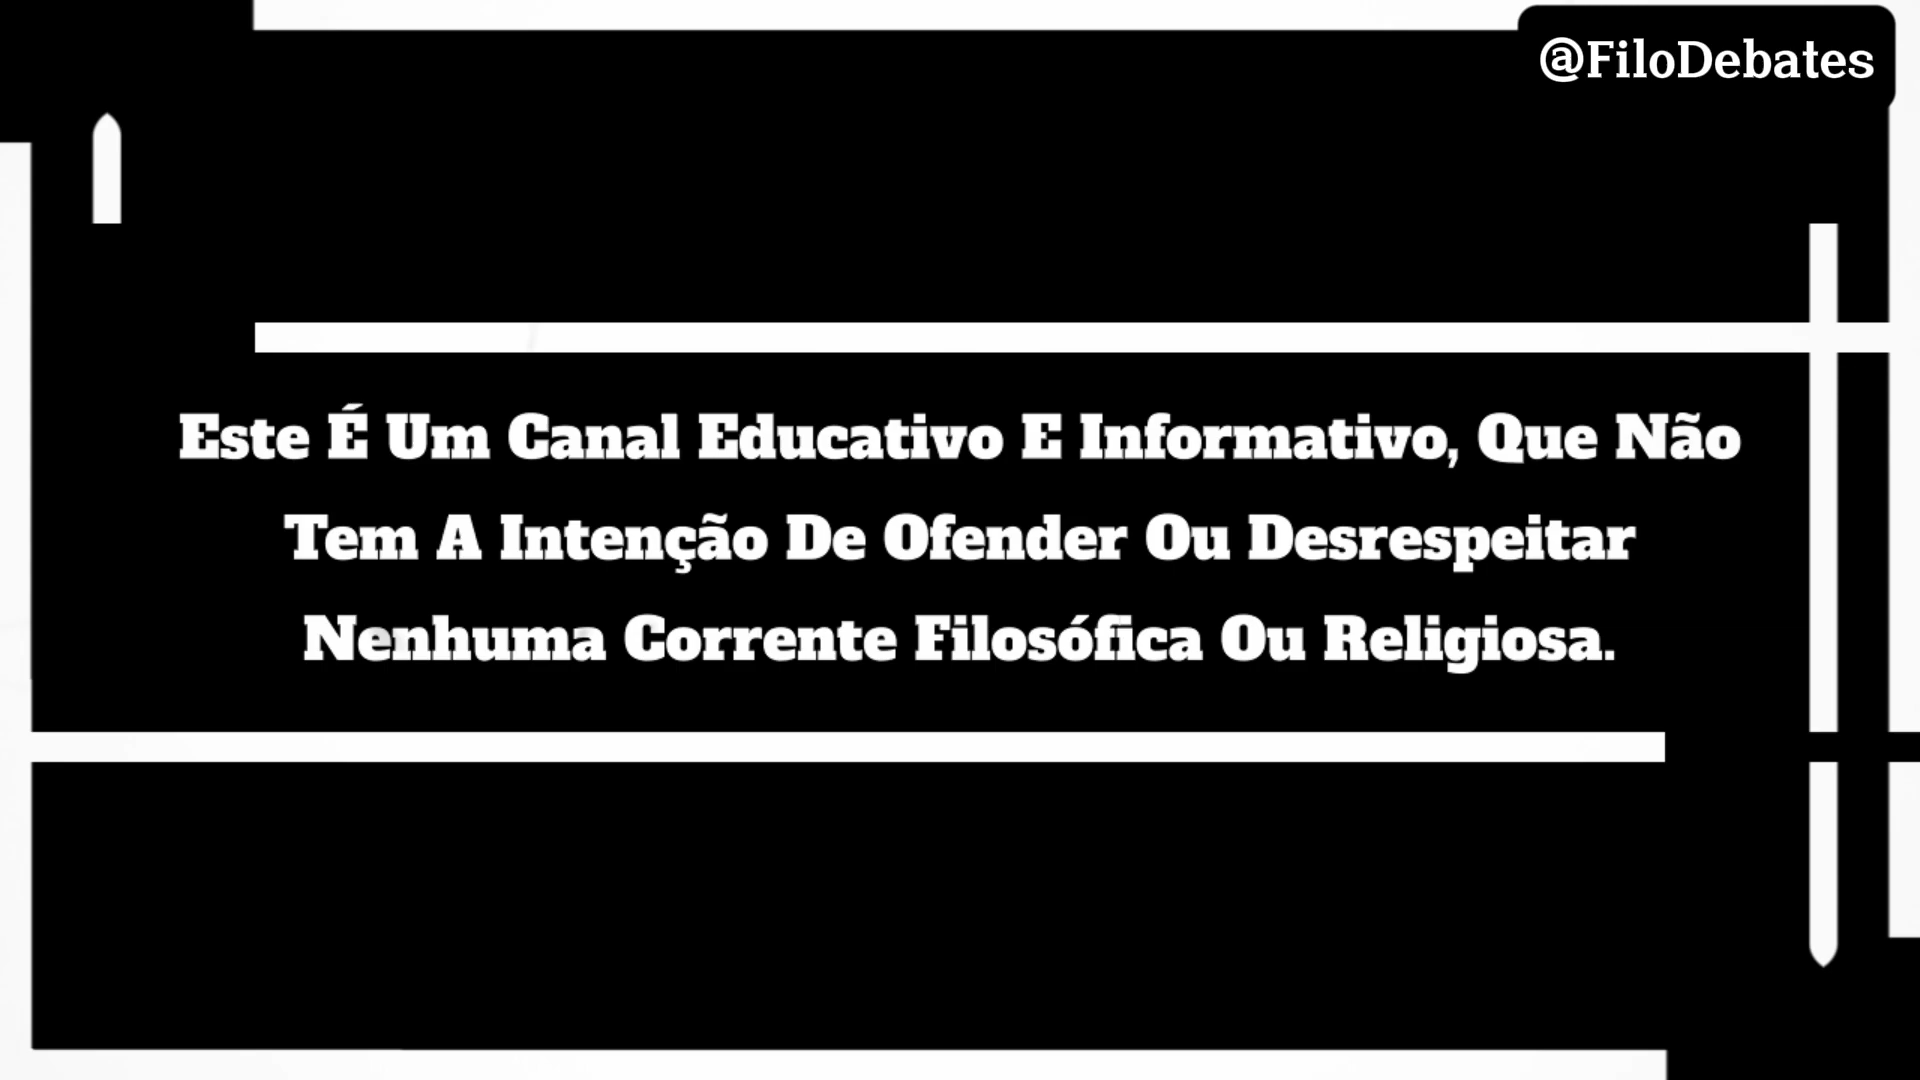 @FiloDebates
Este É Um Canal Educativo E Informativo, Que Não
Tem A Intenção De Ofender Ou Desrespeitar
Nenhuma Corrente Filosófica Ou Religiosa.